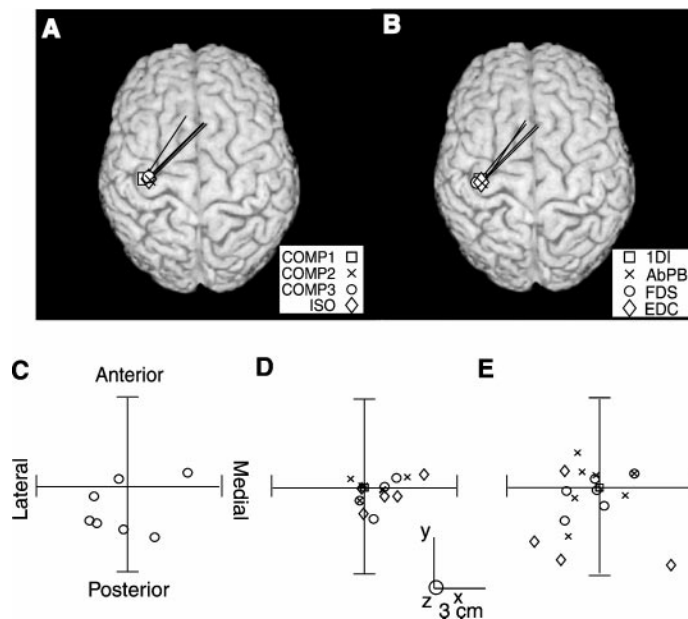 A
B
COMP1
COMP2
COMP3
ISO
1DI
AbPB
FDS
EDC
C
D
E
Anterior
Lateral
Medial
Posterior
y
z
x
3 cm